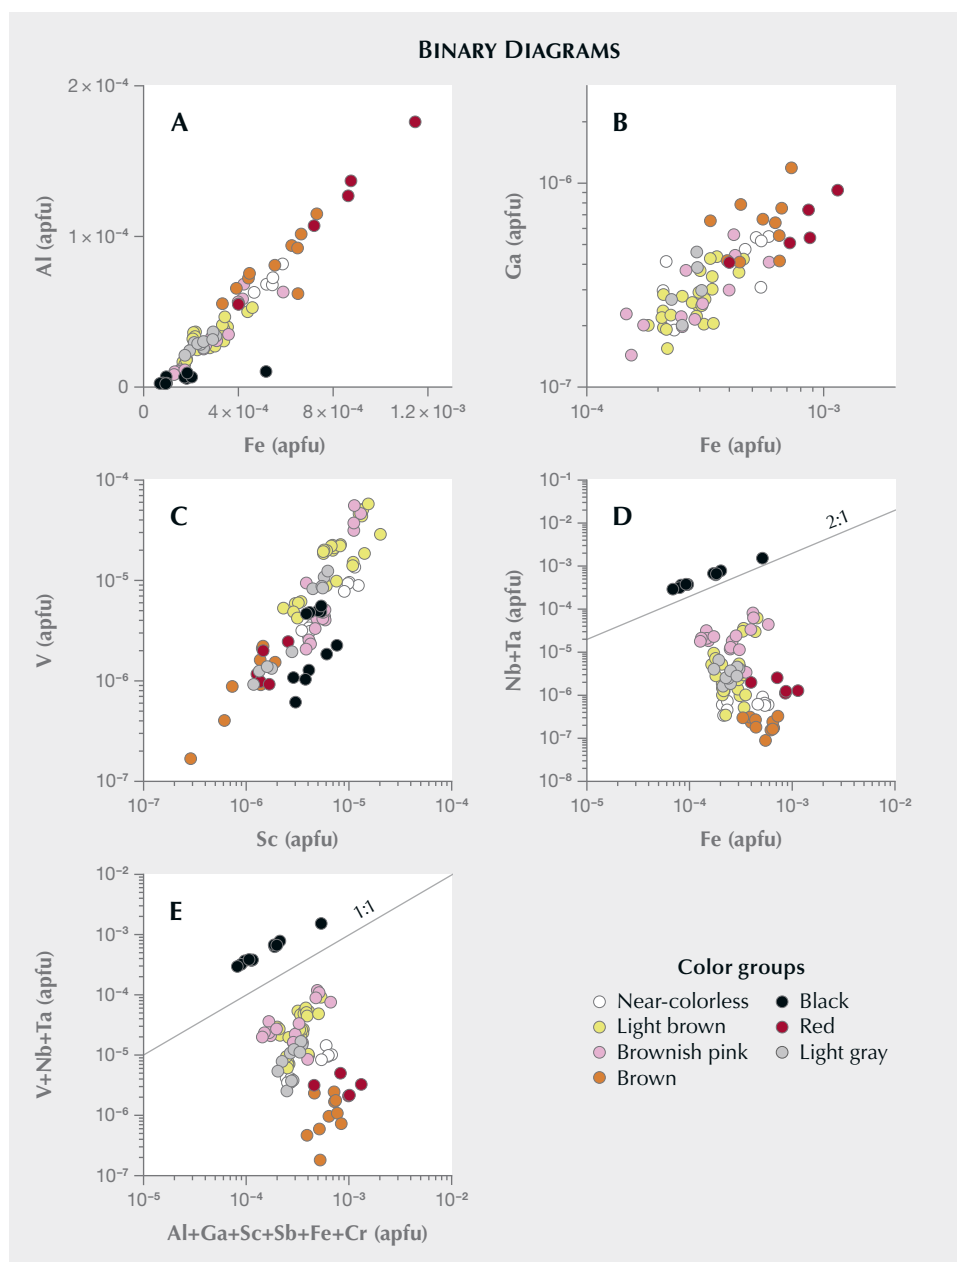 BINARY DIAGRAMS
A
2 × 10⁻⁴
1 × 10⁻⁴
0
Al (apfu)
0
4 × 10⁻⁴
8 × 10⁻⁴
1.2 × 10⁻³
Fe (apfu)
B
10⁻⁶
10⁻⁷
Ga (apfu)
10⁻⁴
10⁻³
Fe (apfu)
C
10⁻⁴
10⁻⁵
10⁻⁶
10⁻⁷
V (apfu)
10⁻⁷
10⁻⁶
10⁻⁵
10⁻⁴
Sc (apfu)
D
2:1
10⁻¹
10⁻²
10⁻³
10⁻⁴
10⁻⁵
10⁻⁶
10⁻⁷
10⁻⁸
Nb+Ta (apfu)
10⁻⁵
10⁻⁴
10⁻³
10⁻²
Fe (apfu)
E
1:1
10⁻²
10⁻³
10⁻⁴
10⁻⁵
10⁻⁶
10⁻⁷
V+Nb+Ta (apfu)
10⁻⁵
10⁻⁴
10⁻³
10⁻²
Al+Ga+Sc+Sb+Fe+Cr (apfu)
Color groups
Near-colorless
Light brown
Brownish pink
Brown
Black
Red
Light gray